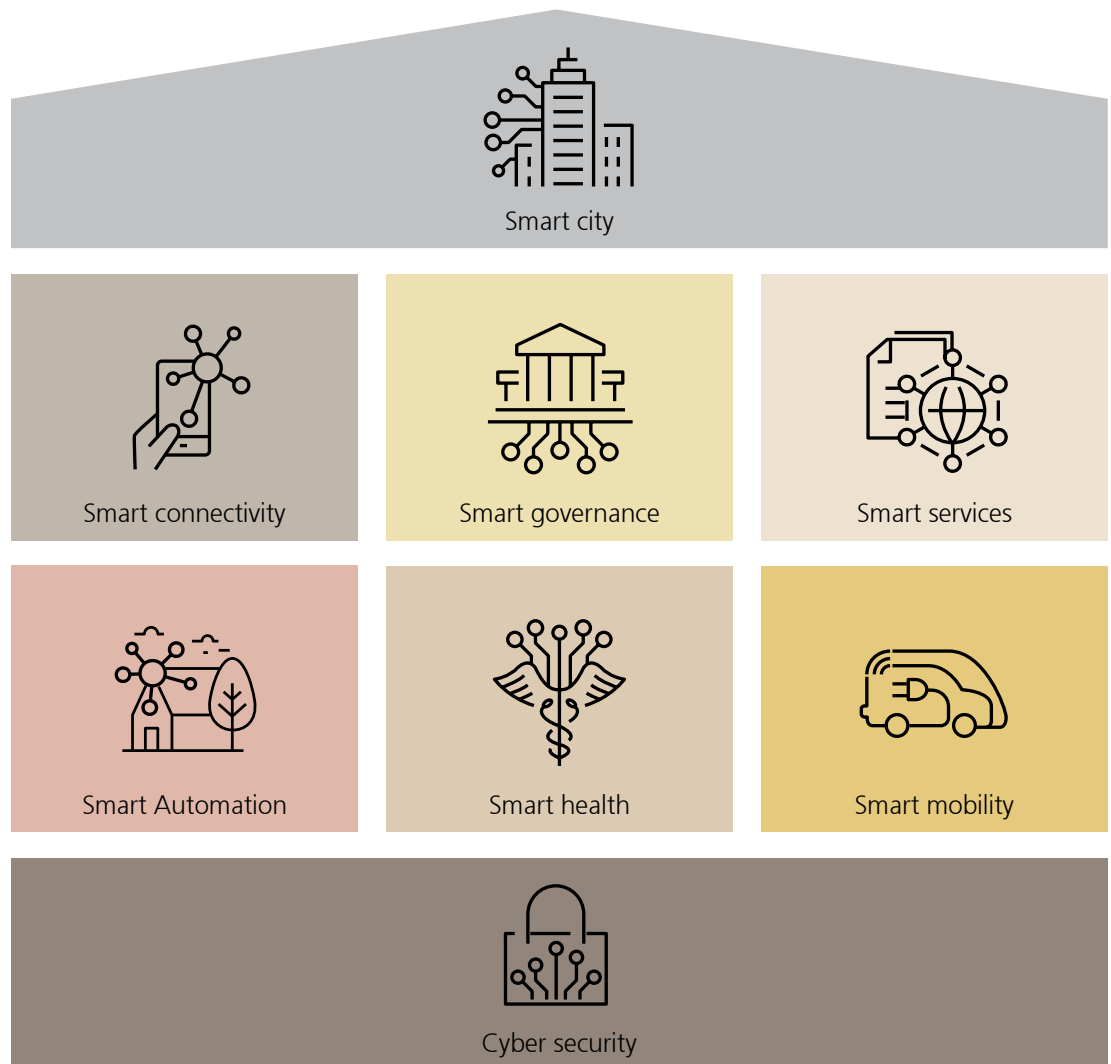 Smart city
Smart connectivity
Smart governance
Smart services
Smart Automation
Smart health
Smart mobility
Cyber security